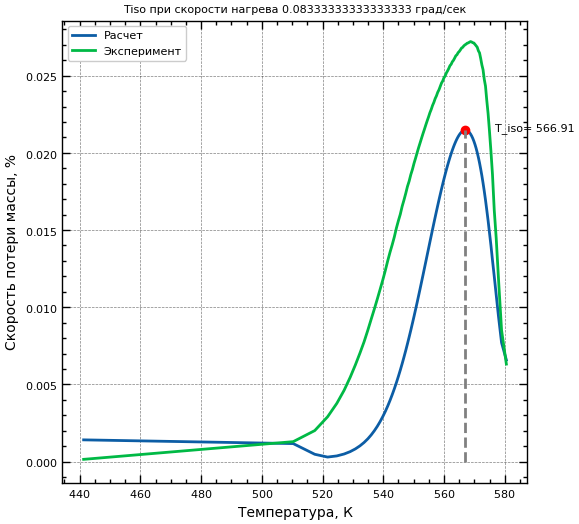 Tiso при скорости нагрева 0.08333333333333333 град/сек
Расчет
Эксперимент
T_iso= 566.91
0.025
0.020
0.015
0.010
0.005
0.000
Скорость потери массы, %
440 460 480 500 520 540 560 580
Температура, К